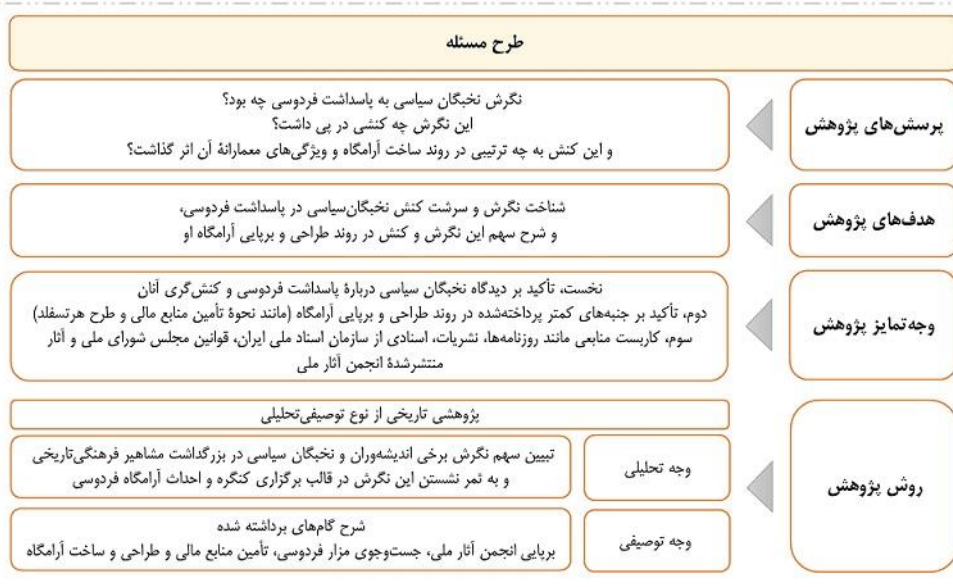 طرح مسئله
پرسش‌های پژوهش
نگرش نخبگان سیاسی به پاسداشت فردوسی چه بود؟
این نگرش چه کنشی در پی داشت؟
و این کنش به چه ترتیبی در روند ساخت آرامگاه و ویژگی‌های معمارانهٔ آن اثر گذاشت؟
هدف‌های پژوهش
شناخت نگرش و سرشت کنش نخبگان‌سیاسی در پاسداشت فردوسی،
و شرح سهم این نگرش و کنش در روند طراحی و برپایی آرامگاه او
وجه‌تمایز پژوهش
نخست، تأکید بر دیدگاه نخبگان سیاسی دربارهٔ پاسداشت فردوسی و کنش‌گری آنان
دوم، تأکید بر جنبه‌های کمتر پرداخته‌شده در روند طراحی و برپایی آرامگاه (مانند نحوهٔ تأمین منابع مالی و طرح هرتسفلد)
سوم، کاربست منابعی مانند روزنامه‌ها، نشریات، اسنادی از سازمان اسناد ملی ایران، قوانین مجلس شورای ملی و آثار
منتشرشدهٔ انجمن آثار ملی
روش پژوهش
پژوهشی تاریخی از نوع توصیفی‌تحلیلی
وجه تحلیلی
تبیین سهم نگرش برخی اندیشه‌وران و نخبگان سیاسی در بزرگداشت مشاهیر فرهنگی‌تاریخی
و به ثمر نشستن این نگرش در قالب برگزاری کنگره و احداث آرامگاه فردوسی
وجه توصیفی
شرح گام‌های برداشته شده
برپایی انجمن آثار ملی، جست‌وجوی مزار فردوسی، تأمین منابع مالی و طراحی و ساخت آرامگاه